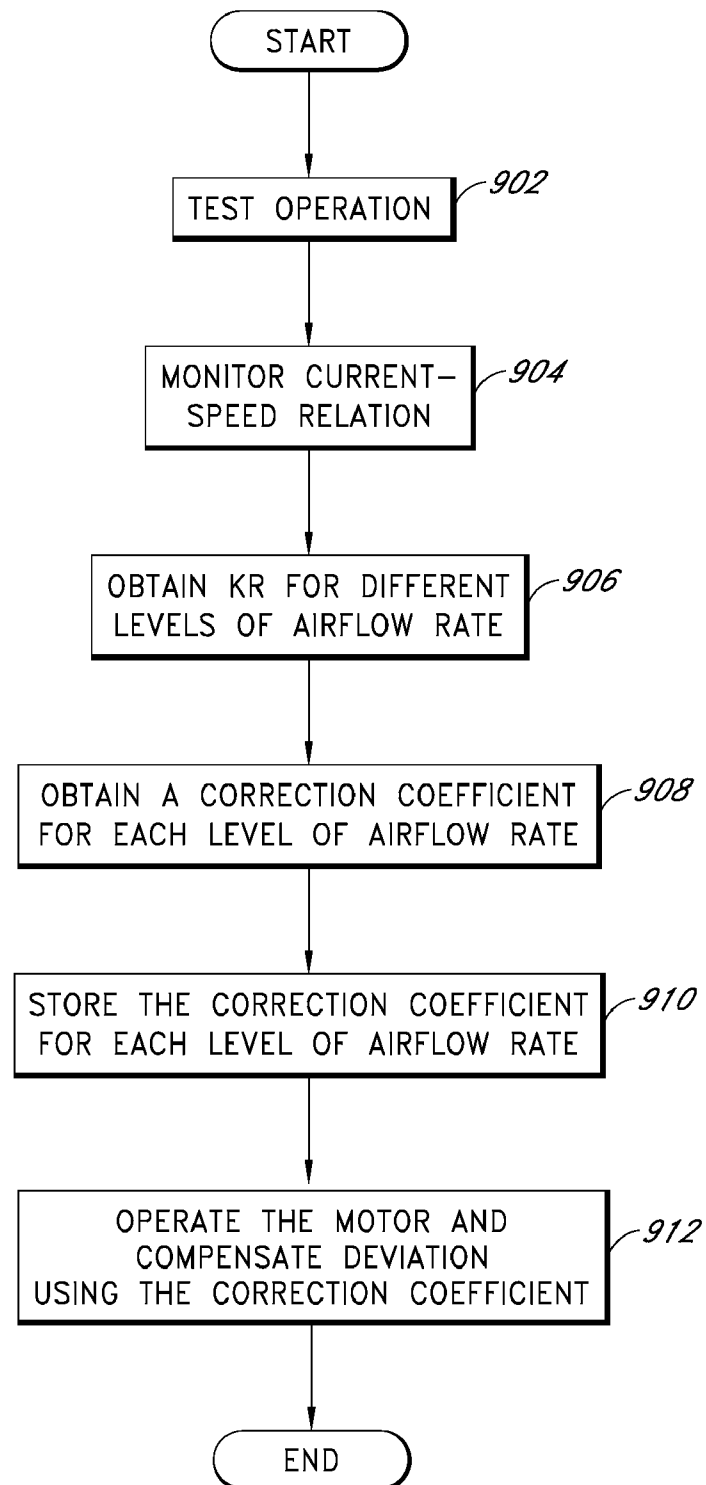 START
TEST OPERATION
902
MONITOR CURRENT-
SPEED RELATION
904
OBTAIN KR FOR DIFFERENT
LEVELS OF AIRFLOW RATE
906
OBTAIN A CORRECTION COEFFICIENT
FOR EACH LEVEL OF AIRFLOW RATE
908
STORE THE CORRECTION COEFFICIENT
FOR EACH LEVEL OF AIRFLOW RATE
910
OPERATE THE MOTOR AND
COMPENSATE DEVIATION
USING THE CORRECTION COEFFICIENT
912
END